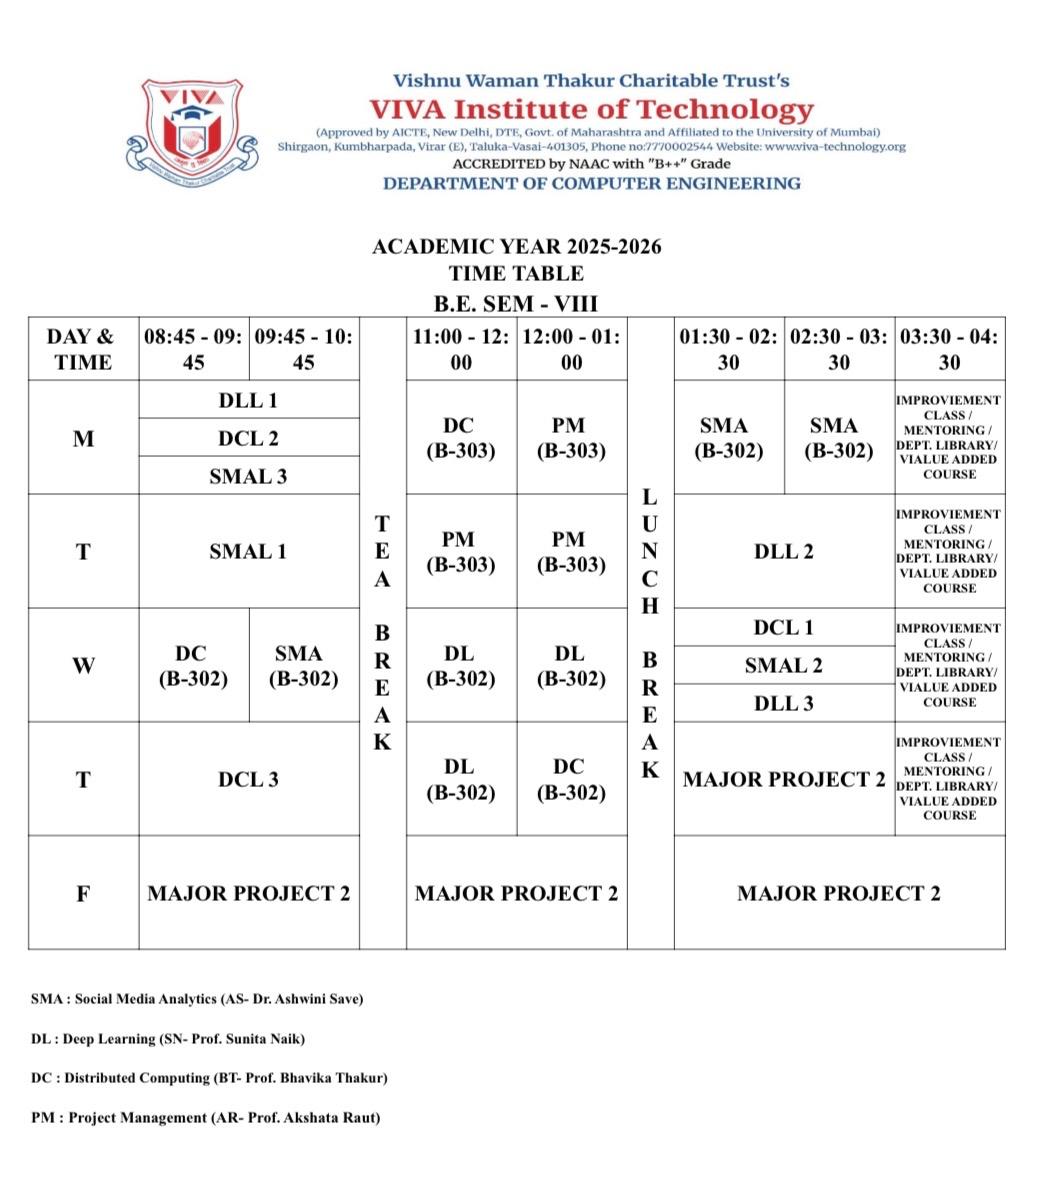 VIVA
Vishnu Waman Thakur Charitable Trust's
VIVA Institute of Technology
(Approved by AICTE, New Delhi, DTE, Govt. of Maharashtra and Affiliated to the University of Mumbai)
Shirgaon, Kumbharpada, Virar (E), Taluka-Vasai-401305, Phone no:7770002544 Website: www.viva-technology.org
ACCREDITED by NAAC with "B++" Grade
DEPARTMENT OF COMPUTER ENGINEERING
ACADEMIC YEAR 2025-2026
TIME TABLE
B.E. SEM - VIII
DAY & TIME 08:45 - 09:45 09:45 - 10:45 11:00 - 12:00 12:00 - 01:00 01:30 - 02:30 02:30 - 03:30 03:30 - 04:30
TEA BREAK
LUNCH BREAK
M
DLL 1
DCL 2
SMAL 3
DC (B-303)
PM (B-303)
SMA (B-302)
SMA (B-302)
IMPROVIEMENT
CLASS /
MENTORING /
DEPT. LIBRARY/
VIALUE ADDED
COURSE
T
SMAL 1
PM (B-303)
PM (B-303)
DLL 2
IMPROVIEMENT
CLASS /
MENTORING /
DEPT. LIBRARY/
VIALUE ADDED
COURSE
W
DC (B-302)
SMA (B-302)
DL (B-302)
DL (B-302)
DCL 1
SMAL 2
DLL 3
IMPROVIEMENT
CLASS /
MENTORING /
DEPT. LIBRARY/
VIALUE ADDED
COURSE
T
DCL 3
DL (B-302)
DC (B-302)
MAJOR PROJECT 2
IMPROVIEMENT
CLASS /
MENTORING /
DEPT. LIBRARY/
VIALUE ADDED
COURSE
F
MAJOR PROJECT 2
MAJOR PROJECT 2
MAJOR PROJECT 2
SMA : Social Media Analytics (AS- Dr. Ashwini Save)
DL : Deep Learning (SN- Prof. Sunita Naik)
DC : Distributed Computing (BT- Prof. Bhavika Thakur)
PM : Project Management (AR- Prof. Akshata Raut)